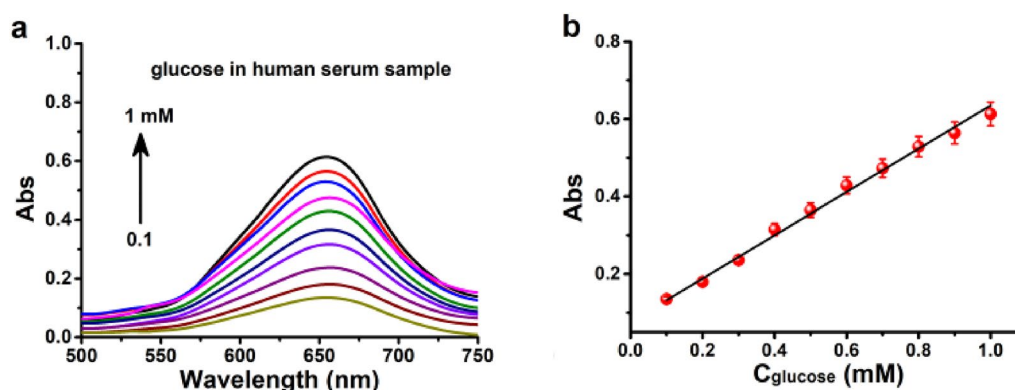 a
glucose in human serum sample
1 mM
0.1
Abs
1.0
0.8
0.6
0.4
0.2
0.0
500 550 600 650 700 750
Wavelength (nm)
b
Abs
0.8
0.6
0.4
0.2
0.0 0.2 0.4 0.6 0.8 1.0
Cglucose (mM)